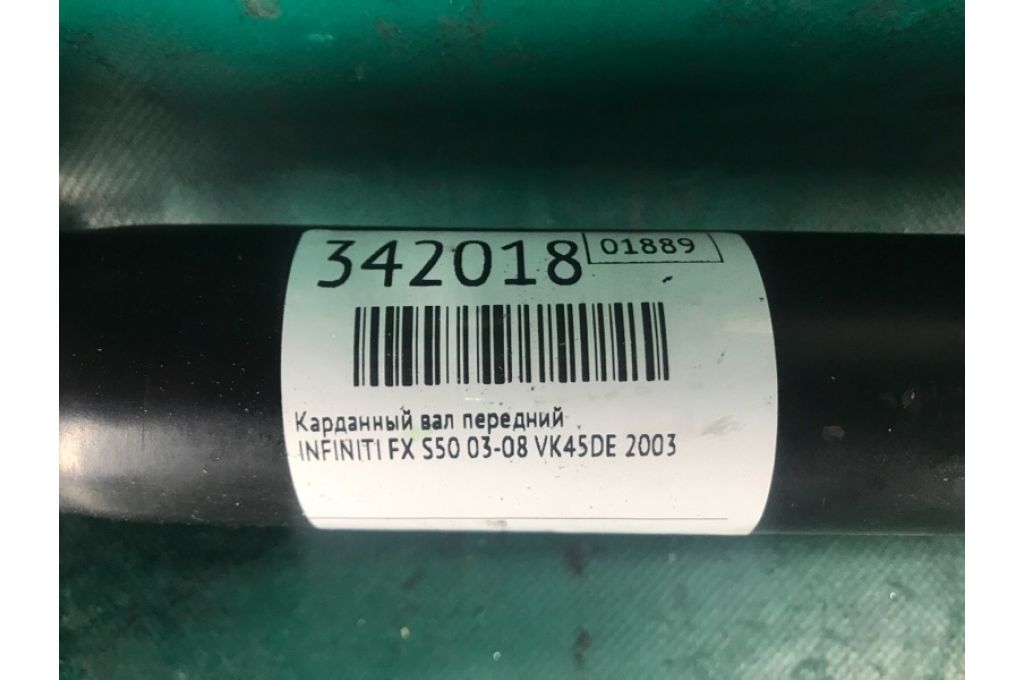 342018
01889
Карданный вал передний
INFINITI FX S50 03-08 VK45DE 2003